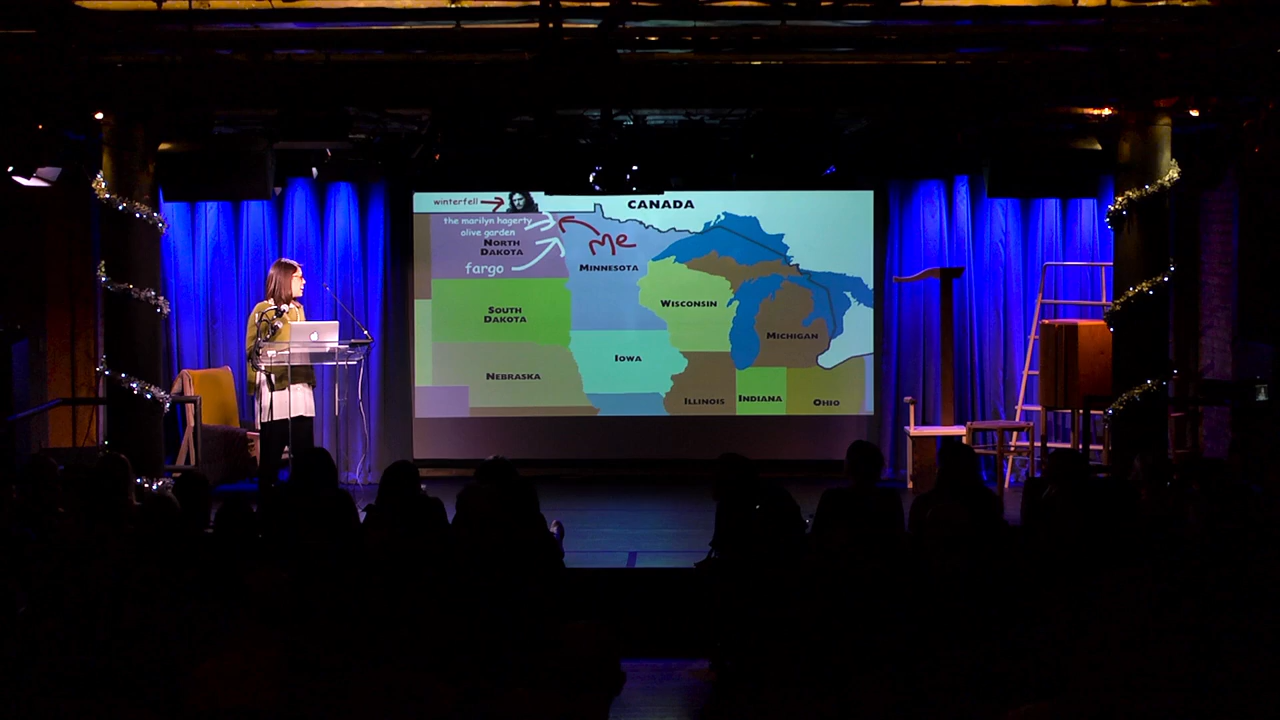 winterfell
CANADA
the marilyn hagerty
olive garden
me
NORTH
DAKOTA
fargo
MINNESOTA
SOUTH
DAKOTA
WISCONSIN
MICHIGAN
IOWA
NEBRASKA
ILLINOIS
INDIANA
OHIO